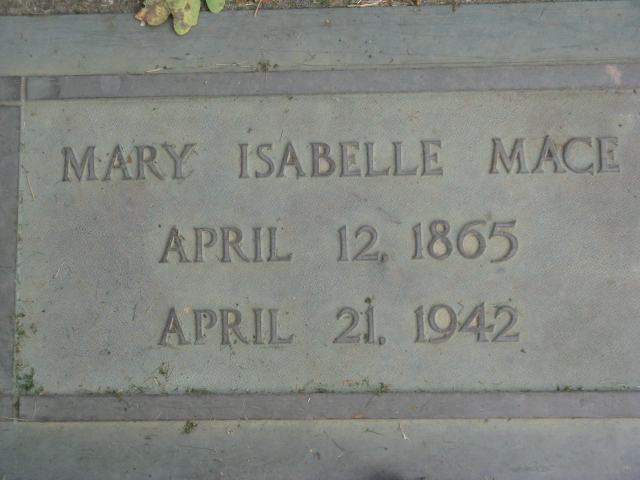 MARY ISABELLE MACE
APRIL 12, 1865
APRIL 21, 1942